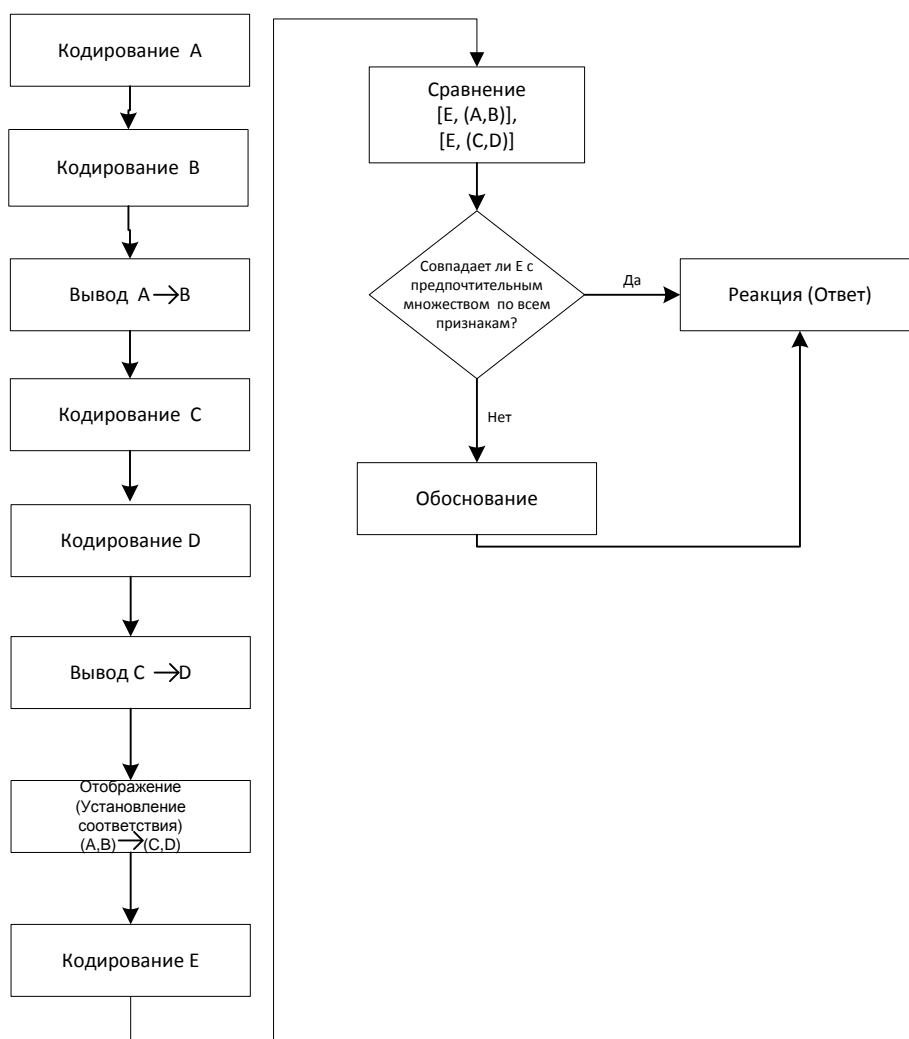 Кодирование A
Кодирование B
Вывод A →B
Кодирование C
Кодирование D
Вывод C →D
Отображение
(Установление
соответствия)
(A,B) → (C,D)
Кодирование E
Сравнение
[E, (A,B)],
[E, (C,D)]
Совпадает ли E с
предпочтительным
множеством по всем
признакам?
Да
Реакция (Ответ)
Нет
Обоснование